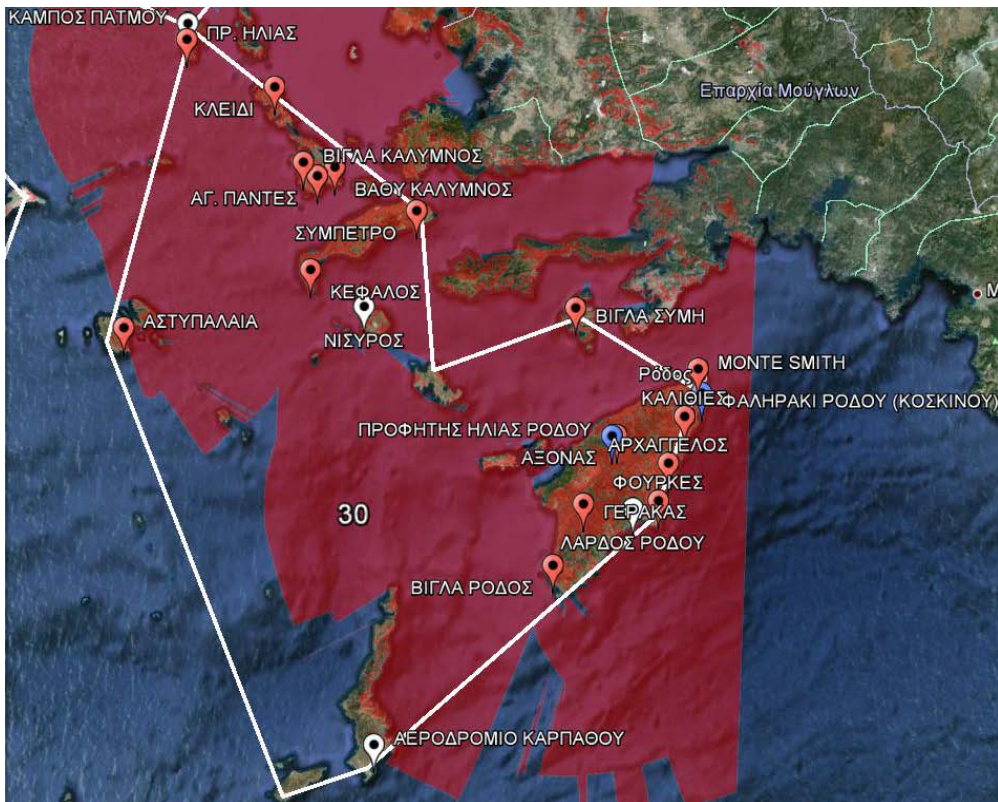 ΚΑΜΠΟΣ ΠΑΤΜΟΥ
ΠΡ. ΗΛΙΑΣ
Επαρχία Μούγλων
ΚΛΕΙΔΙ
ΒΙΓΛΑ ΚΑΛΥΜΝΟΣ
ΒΑΘΥ ΚΑΛΥΜΝΟΣ
ΑΓ. ΠΑΝΤΕΣ
ΣΥΜΠΕΤΡΟ
ΚΕΦΑΛΟΣ
Μ
ΑΣΤΥΠΑΛΑΙΑ
ΒΙΓΛΑ ΣΥΜΗ
ΝΙΣΥΡΟΣ
MONTE SMITH
Ρόδος
ΚΑΛΙΘΙΕΣ
ΦΑΛΗΡΑΚΙ ΡΟΔΟΥ (ΚΟΣΚΙΝΟΥ)
ΠΡΟΦΗΤΗΣ ΗΛΙΑΣ ΡΟΔΟΥ
ΑΡΧΑΓΓΕΛΟΣ
ΑΞΟΝΑΣ
ΦΟΥΡΚΕΣ
30
ΓΕΡΑΚΑΣ
ΛΑΡΔΟΣ ΡΟΔΟΥ
ΒΙΓΛΑ ΡΟΔΟΣ
ΑΕΡΟΔΡΟΜΙΟ ΚΑΡΠΑΘΟΥ